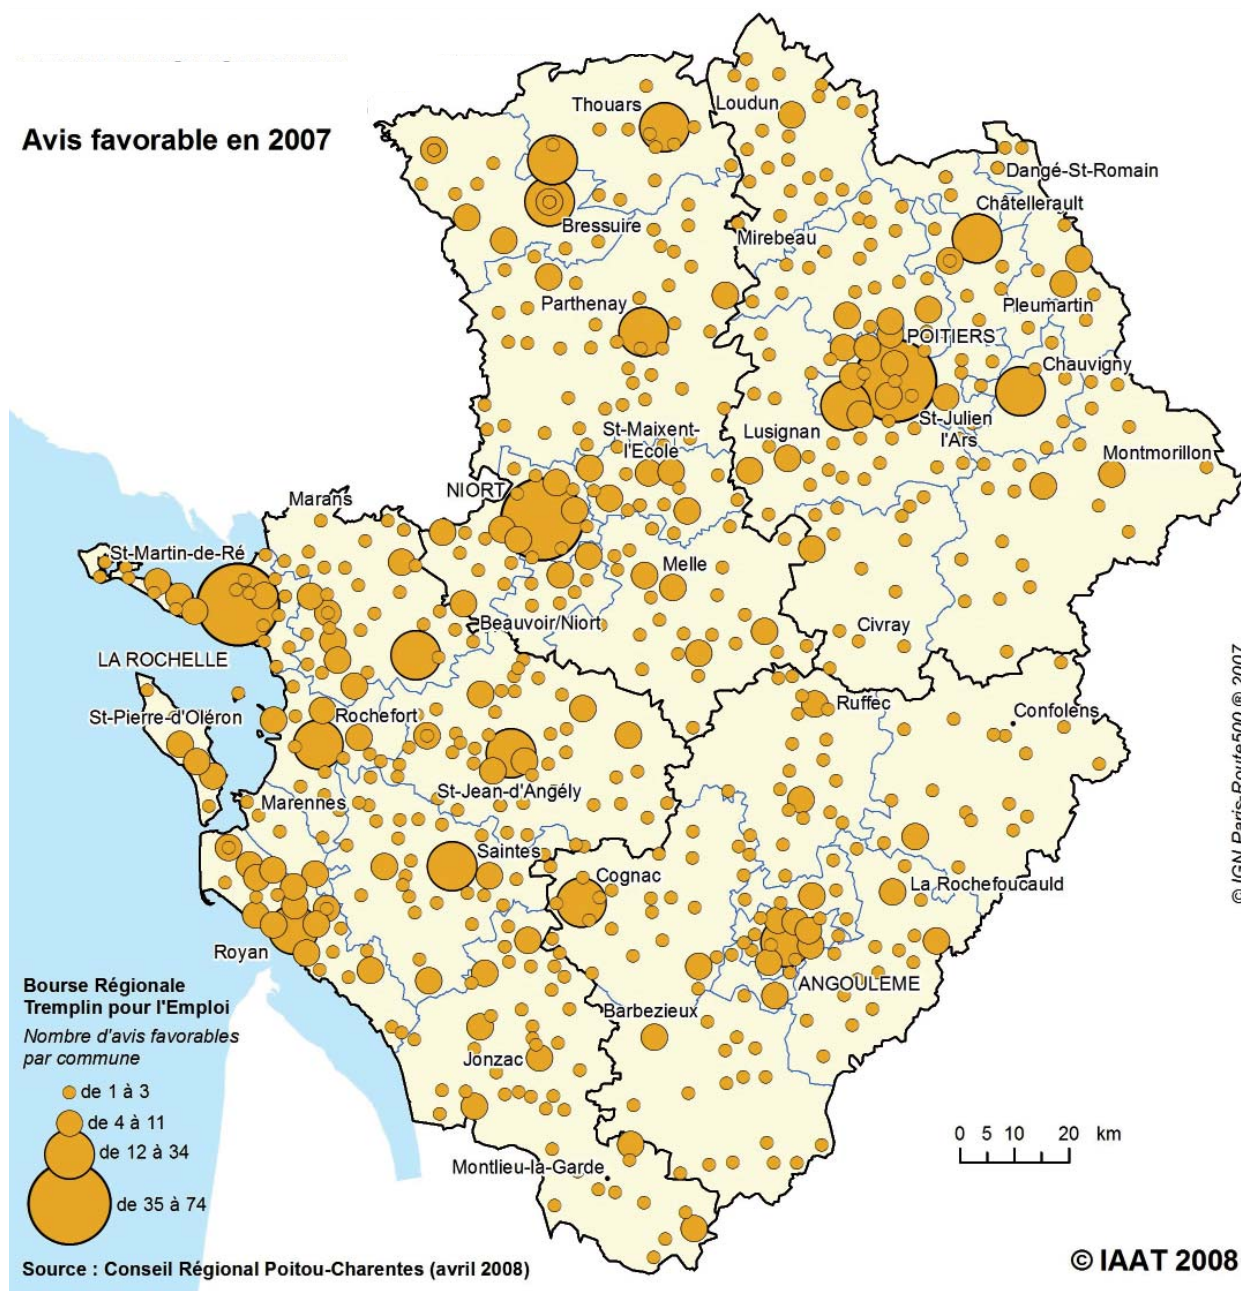 Avis favorable en 2007
Thouars
Loudun
Dangé-St-Romain
Châtellerault
Bressuire
Mirebeau
Parthenay
Pleumartin
POITIERS
Chauvigny
St-Maixent-
l'Ecole
Lusignan
St-Julien
l'Ars
Montmorillon
NIORT
Marans
St-Martin-de-Ré
Melle
Beauvoir/Niort
Civray
LA ROCHELLE
St-Pierre-d'Oléron
Rochefort
Ruffec
Confolens
St-Jean-d'Angély
Marennes
Saintes
Cognac
La Rochefoucauld
Royan
ANGOULEME
Barbezieux
Jonzac
Montlieu-la-Garde
Bourse Régionale
Tremplin pour l'Emploi
Nombre d'avis favorables
par commune
de 1 à 3
de 4 à 11
de 12 à 34
de 35 à 74
0 5 10 20 km
Source : Conseil Régional Poitou-Charentes (avril 2008)
© IAAT 2008
© IGN Paris-Route500 ® 2007